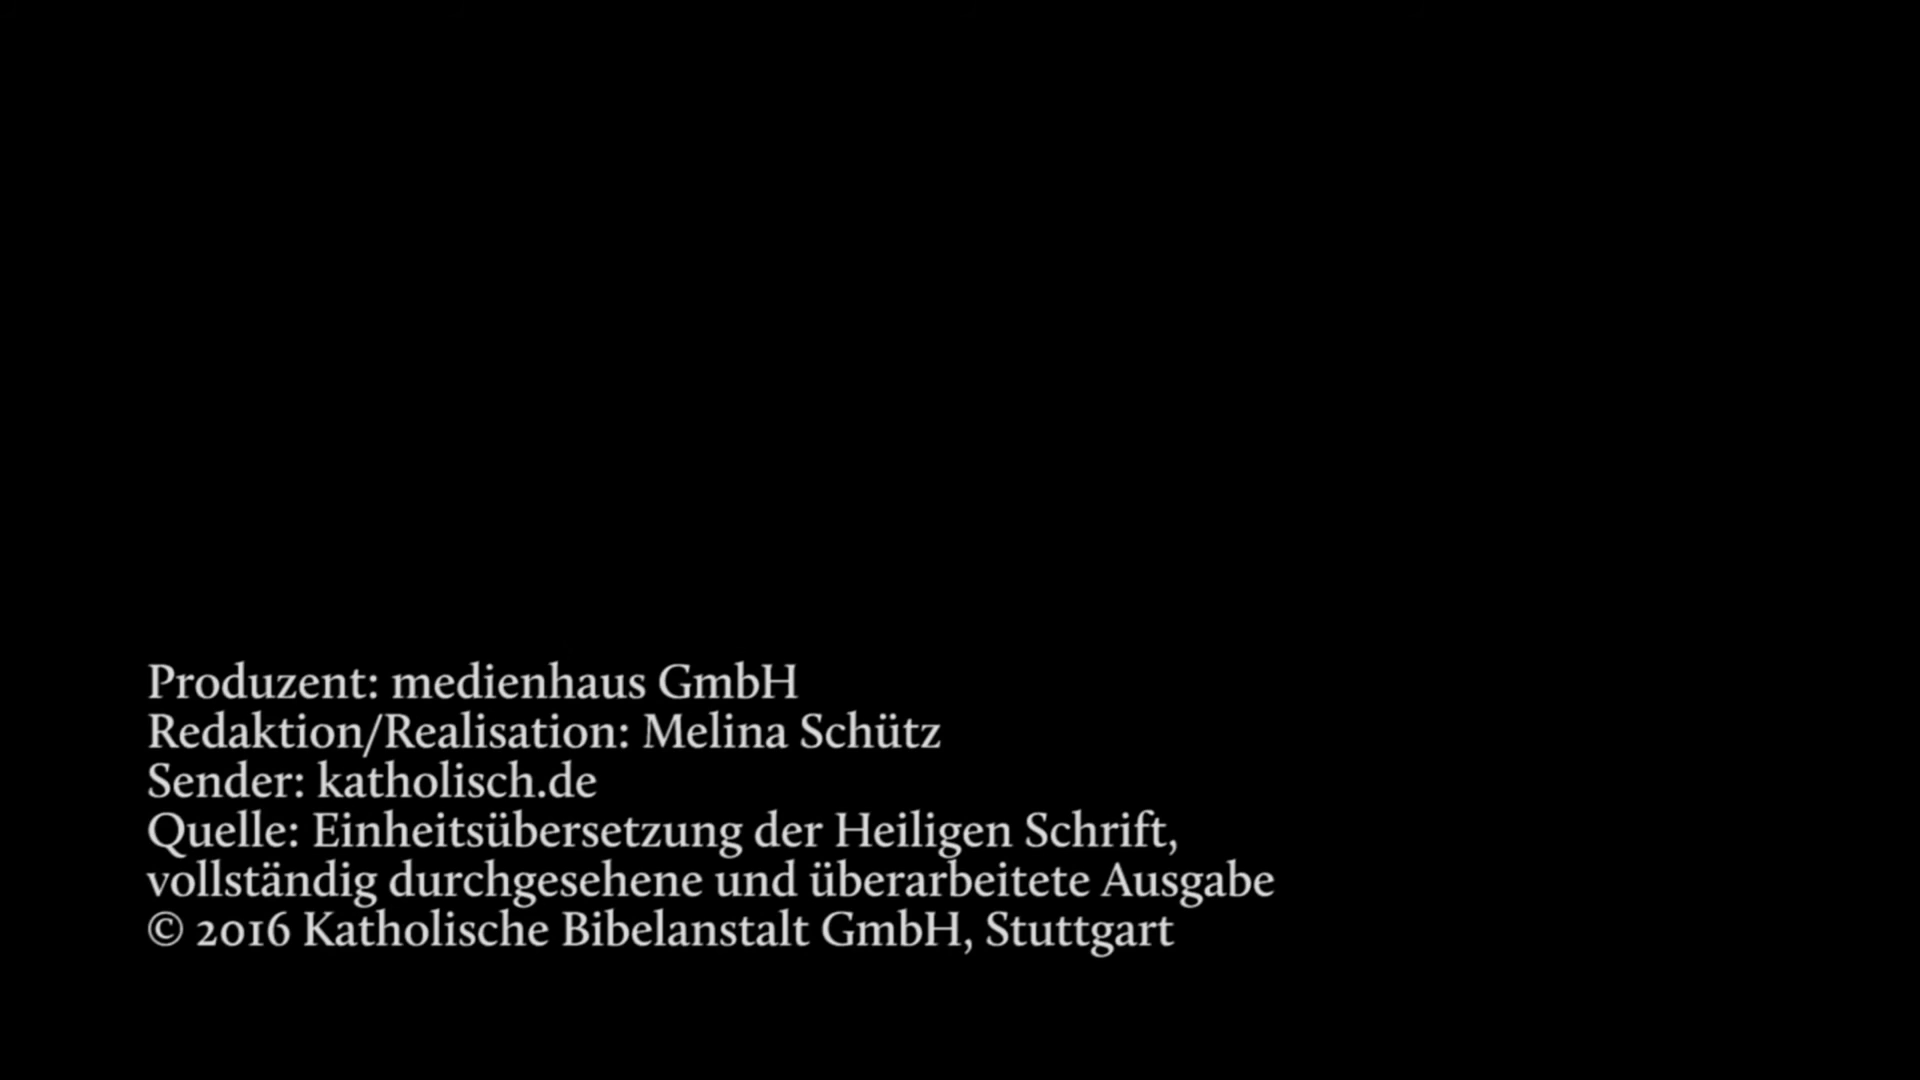 Produzent: medienhaus GmbH
Redaktion/Realisation: Melina Schütz
Sender: katholisch.de
Quelle: Einheitsübersetzung der Heiligen Schrift,
vollständig durchgesehene und überarbeitete Ausgabe
© 2016 Katholische Bibelanstalt GmbH, Stuttgart